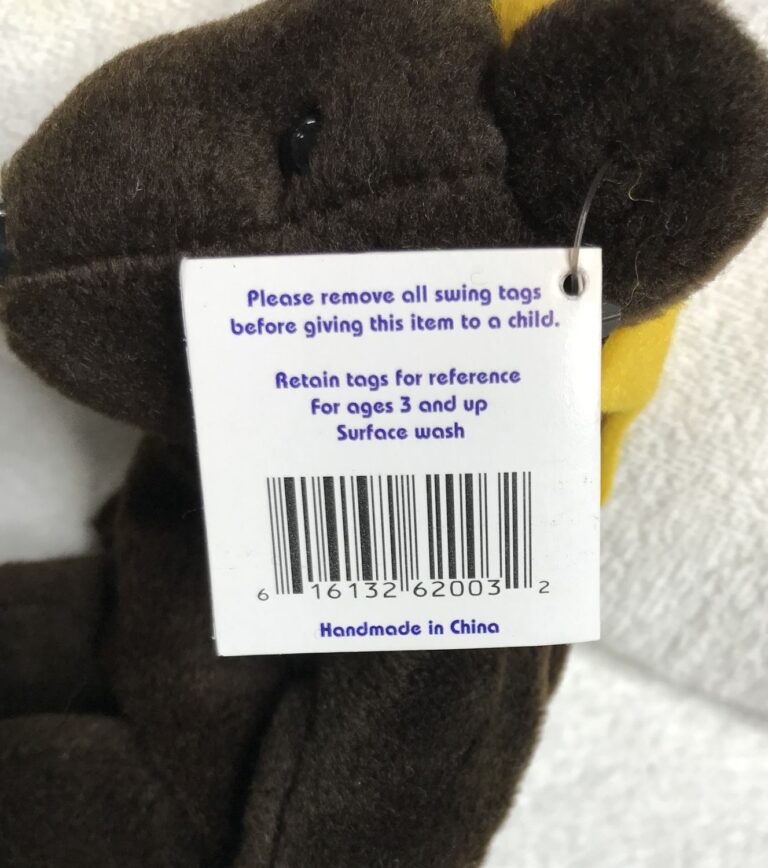 Please remove all swing tags
before giving this item to a child.
Retain tags for reference
For ages 3 and up
Surface wash
6 16132 62003 2
Handmade in China